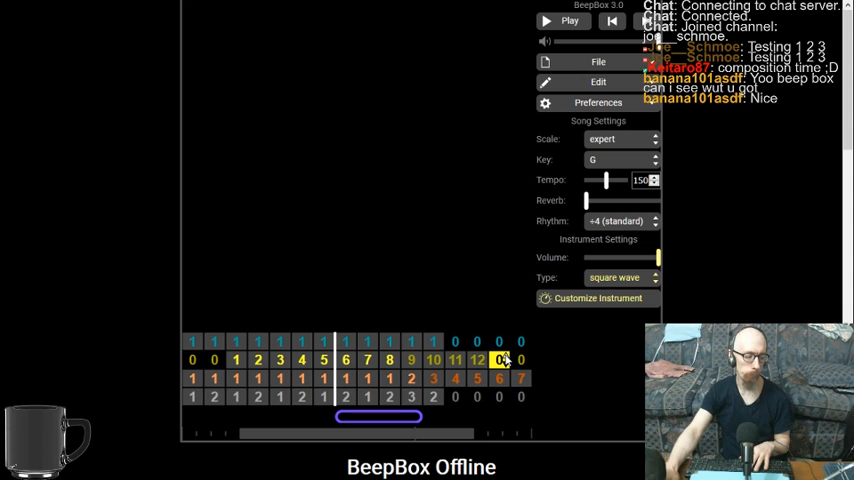 BeepBox 3.0
Play
File
Edit
Preferences
Song Settings
Scale: expert
Key: G
Tempo: 150
Reverb:
Rhythm: ÷4 (standard)
Instrument Settings
Volume:
Type: square wave
Customize Instrument
Chat: Connecting to chat server.
Chat: Connected.
Chat: Joined channel:
joe__schmoe.
Joe__Schmoe: Testing 1 2 3
Joe__Schmoe: Testing 1 2 3
Keitaro87: composition time ;D
banana101asdf: Yoo beep box
can i see wut u got
banana101asdf: Nice
1 1 1 1 1 1 1 1 1 1 1 1 0 0 0 0
0 0 1 2 3 4 5 6 7 8 9 10 11 12 0 0
1 1 1 1 1 1 1 1 1 1 2 3 4 5 6 7
1 2 1 2 1 2 1 2 1 2 3 2 0 0 0 0
BeepBox Offline